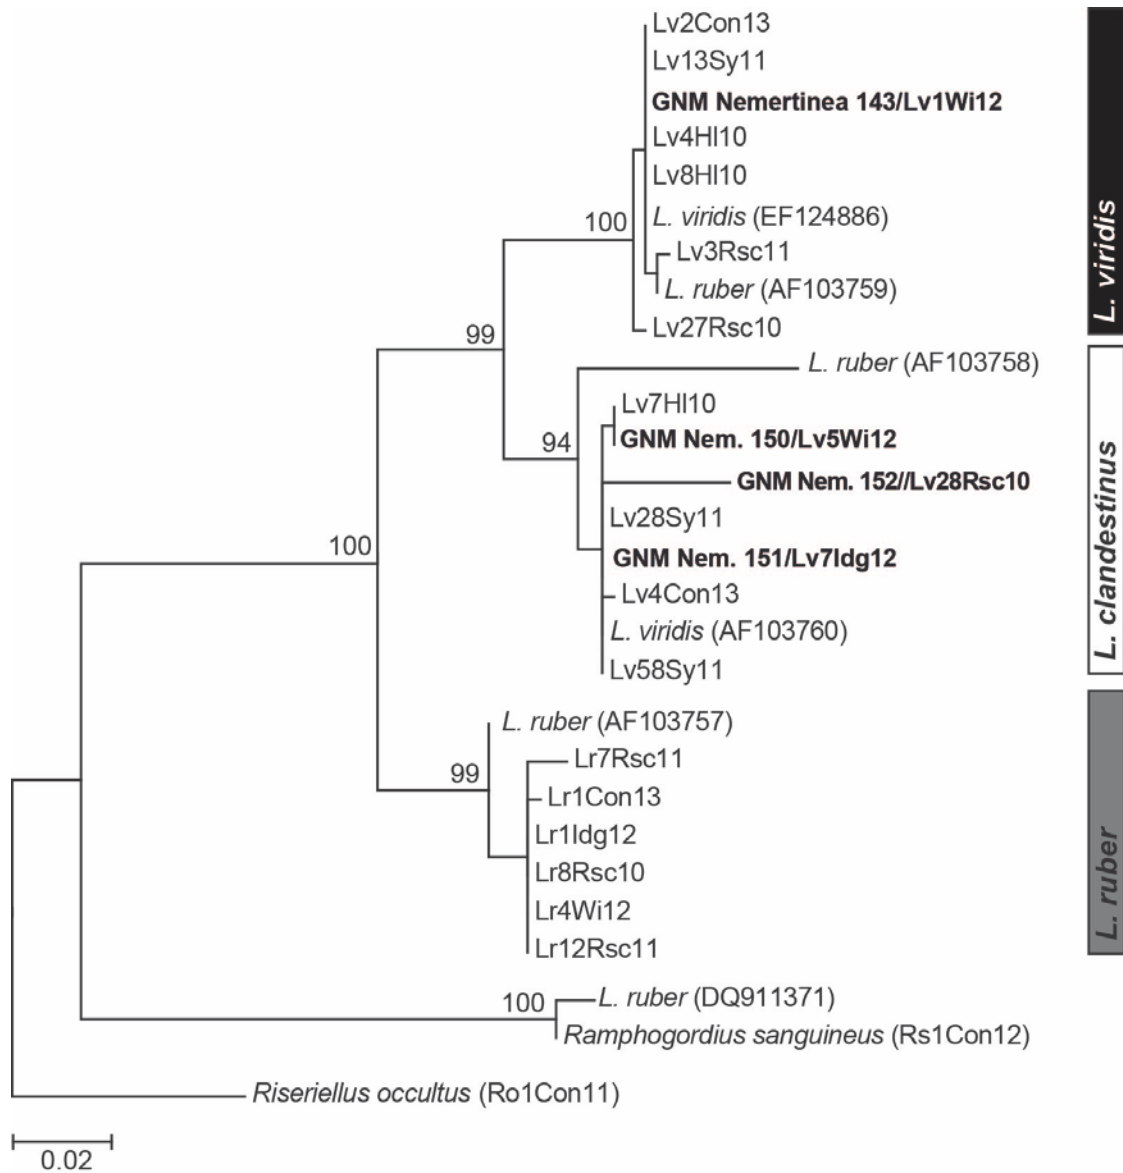 Lv2Con13
Lv13Sy11
GNM Nemertinea 143/Lv1Wi12
Lv4Hl10
Lv8Hl10
100
L. viridis (EF124886)
Lv3Rsc11
L. ruber (AF103759)
Lv27Rsc10
L. viridis
99
L. ruber (AF103758)
Lv7Hl10
94
GNM Nem. 150/Lv5Wi12
GNM Nem. 152//Lv28Rsc10
Lv28Sy11
GNM Nem. 151/Lv7Idg12
Lv4Con13
L. viridis (AF103760)
Lv58Sy11
L. clandestinus
100
L. ruber (AF103757)
Lr7Rsc11
99
Lr1Con13
Lr1Idg12
Lr8Rsc10
Lr4Wi12
Lr12Rsc11
L. ruber
100
L. ruber (DQ911371)
Ramphogordius sanguineus (Rs1Con12)
Riseriellus occultus (Ro1Con11)
0.02